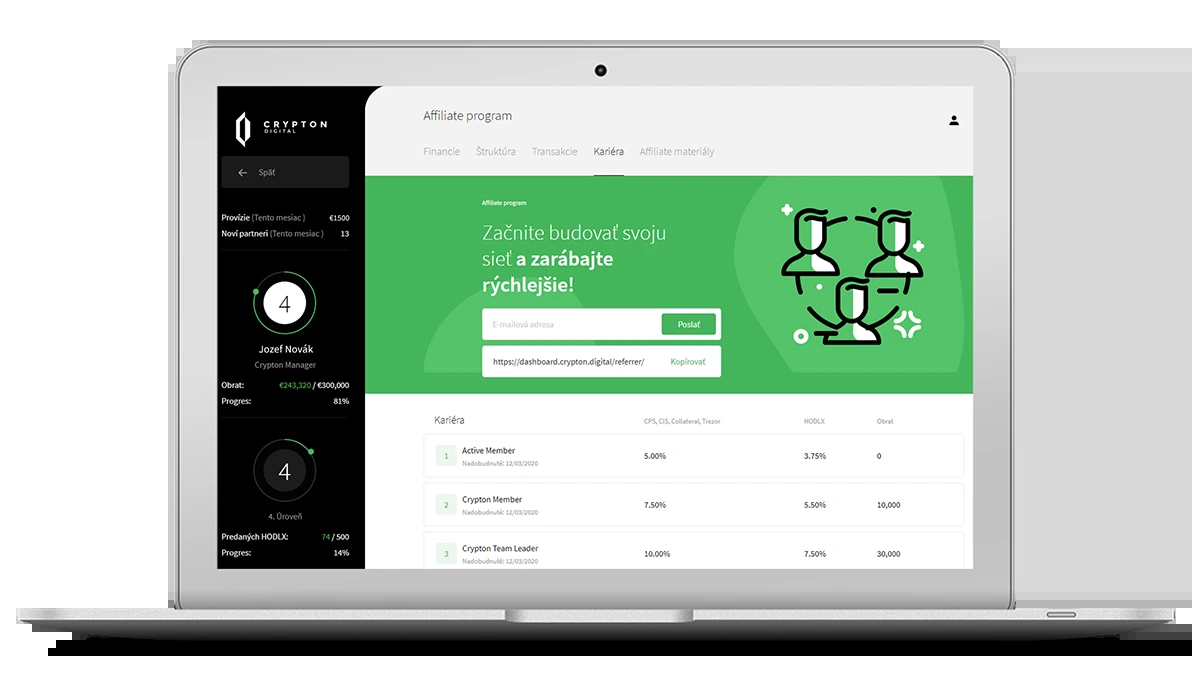 CRYPTON
DIGITAL
Späť
Provízie (Tento mesiac ) €1500
Noví partneri (Tento mesiac ) 13
4
Jozef Novák
Crypton Manager
Obrat: €243,320 / €300,000
Progres: 81%
4
4. Úroveň
Predaných HODLX: 74 / 500
Progres: 14%
Affiliate program
Financie Štruktúra Transakcie Kariéra Affiliate materiály
Affiliate program
Začnite budovať svoju
sieť a zarábajte
rýchlejšie!
E-mailová adresa Poslať
https://dashboard.crypton.digital/referrer/ Kopírovať
Kariéra CPS, CIS, Collateral, Trezor HODLX Obrat
1 Active Member 5.00% 3.75% 0
Nadobudnuté: 12/03/2020
2 Crypton Member 7.50% 5.50% 10,000
Nadobudnuté: 12/03/2020
3 Crypton Team Leader 10.00% 7.50% 30,000
Nadobudnuté: 12/03/2020